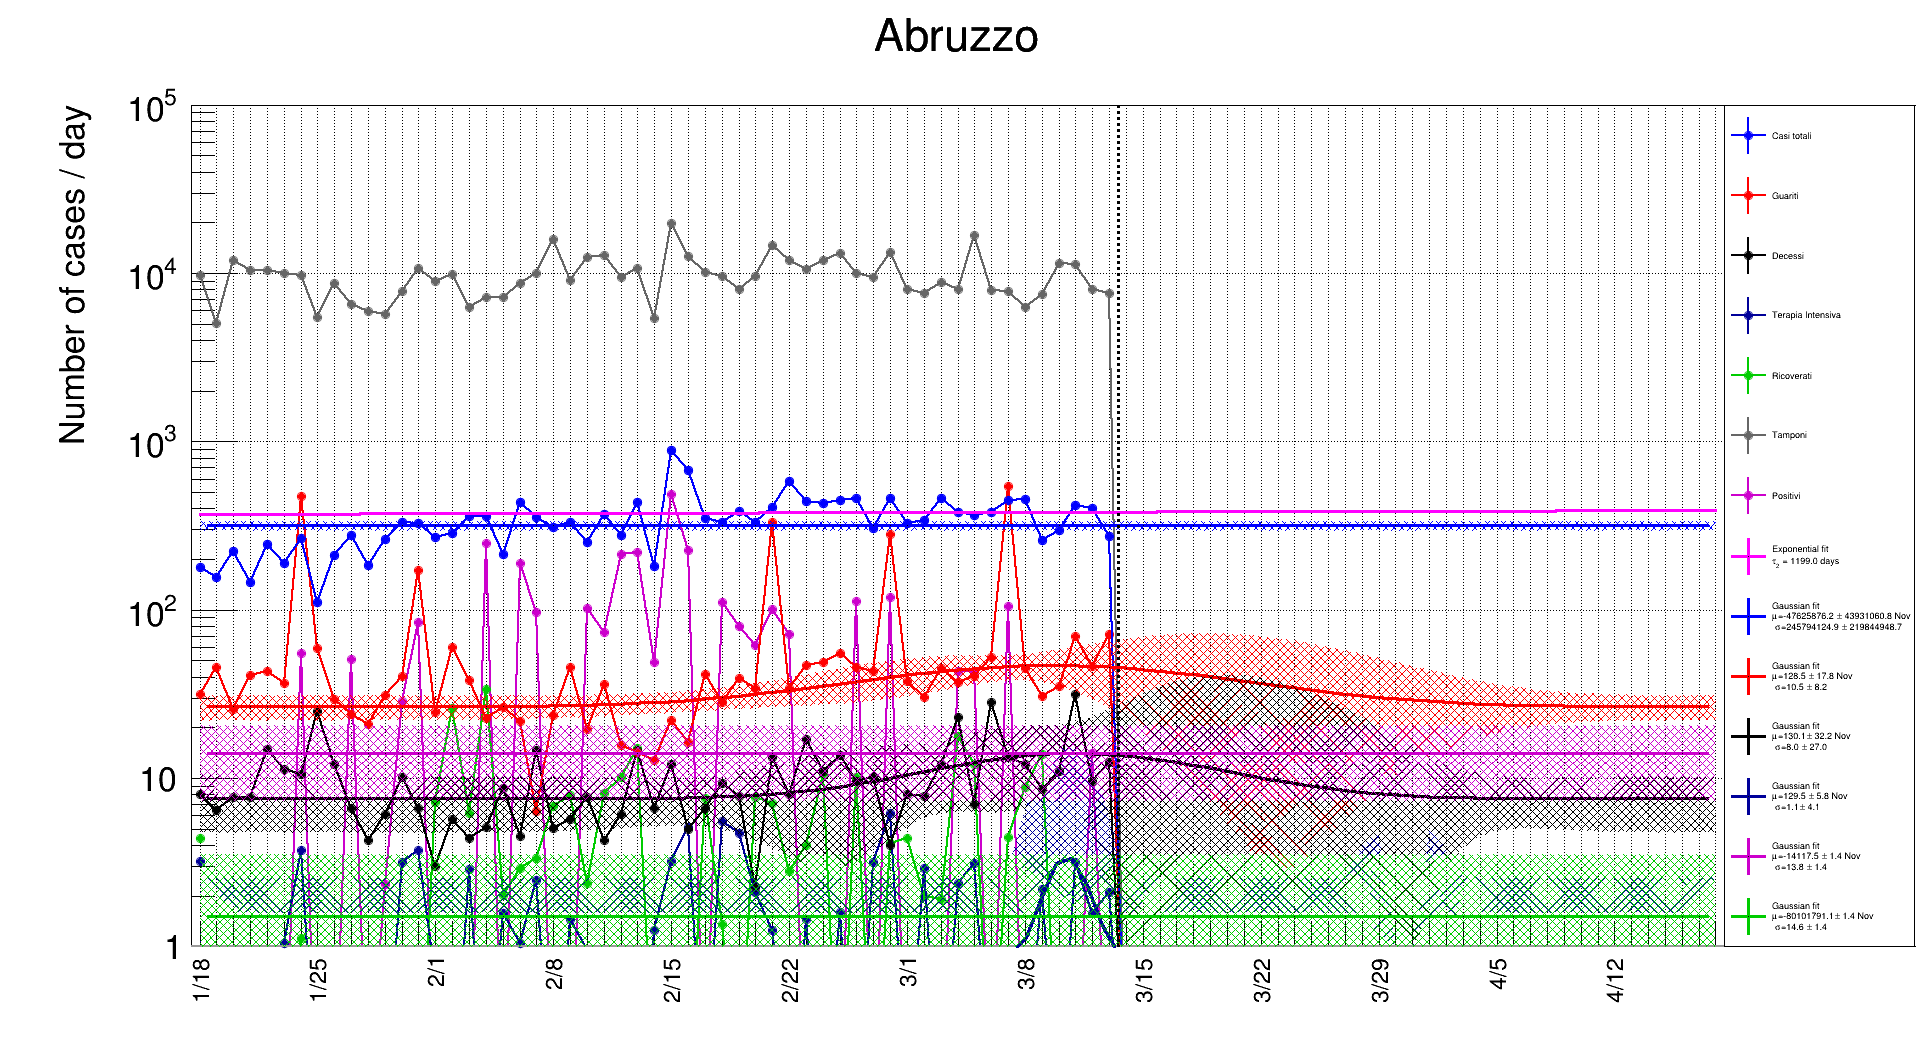 Abruzzo
Number of cases / day
10^5
10^4
10^3
10^2
10
1
1/18
1/25
2/1
2/8
2/15
2/22
3/1
3/8
3/15
3/22
3/29
4/5
4/12
Casi totali
Guariti
Decessi
Terapia Intensiva
Ricoverati
Tamponi
Positivi
Exponential fit
τ₂ = 1199.0 days
Gaussian fit
μ=-47625876.2 ± 43931060.8 Nov
σ=245794124.9 ± 219844948.7
Gaussian fit
μ=128.5 ± 17.8 Nov
σ=10.5 ± 8.2
Gaussian fit
μ=130.1 ± 32.2 Nov
σ=8.0 ± 27.0
Gaussian fit
μ=129.5 ± 5.8 Nov
σ=1.1 ± 4.1
Gaussian fit
μ=-14117.5 ± 1.4 Nov
σ=13.8 ± 1.4
Gaussian fit
μ=-80101791.1 ± 1.4 Nov
σ=14.6 ± 1.4